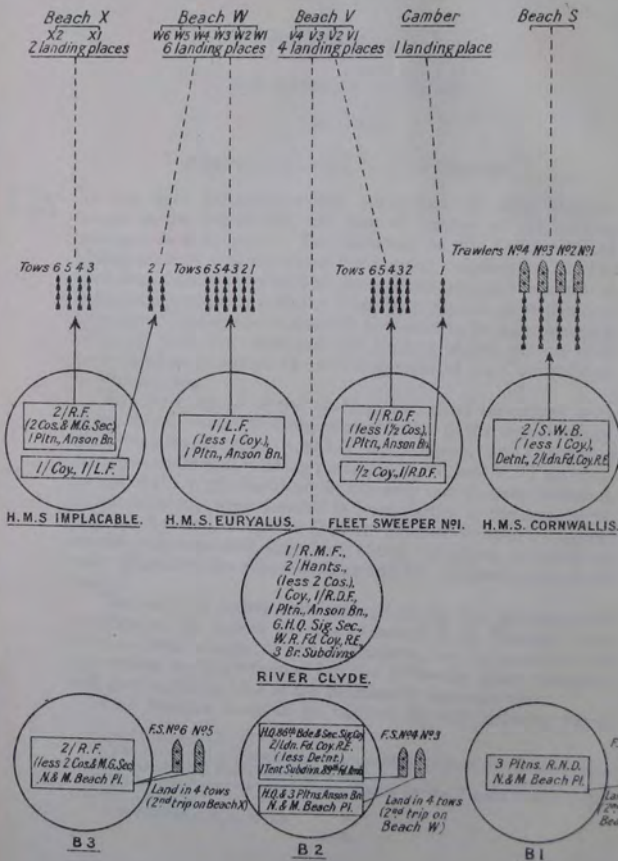 Beach X
X2 X1
2 landing places
Beach W
W6 W5 W4 W3 W2 W1
6 landing places
Beach V
V4 V3 V2 V1
4 landing places
Camber
1 landing place
Beach S
Tows 6 5 4 3
2 1
Tows 6 5 4 3 2 1
Tows 6 5 4 3 2
1
Trawlers Nº4 Nº3 Nº2 Nº1
2/R.F.
(2 Cos. & M.G. Sec)
1 Pltn, Anson Bn.
1/Coy., 1/L.F.
H.M.S IMPLACABLE.
1/L.F.
(less 1 Coy.),
1 Pltn., Anson Bn.
H.M.S. EURYALUS.
1/R.D.F.
(less 1½ Cos.),
1 Pltn., Anson Bn.
½ Coy., 1/R.D.F.
FLEET SWEEPER Nº1.
2/S.W.B.
(less 1 Coy.),
Detnt., 2/Ldn. Fd. Coy. R.E.
H.M.S. CORNWALLIS.
1/R.M.F.,
2/Hants.,
(less 2 Cos.),
1 Coy., 1/R.D.F.,
1 Pltn., Anson Bn.,
G.H.Q. Sig. Sec.,
W.R. Fd. Coy, R.E.,
3 Br. Subdivns
RIVER CLYDE.
2/R.F.
(less 2 Cos & M.G. Sec)
N. & M. Beach Pl.
F.S. Nº6 Nº5
Land in 4 tows
(2nd trip on Beach X)
B3
H.Q. 86th Bde & Sec. Sig. Coy
2/Ldn. Fd. Coy. R.E.
(less Detnt.)
1 Tent Subdivn. 89th Fd. Amb.
H.Q. & 3 Pltns. Anson Bn.
N. & M. Beach Pl.
F.S. Nº4 Nº3
Land in 4 tows
(2nd trip on
Beach W)
B2
3 Pltns. R.N.D.
N. & M. Beach Pl.
B1